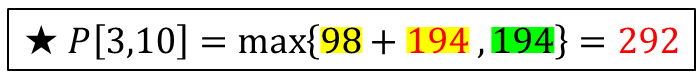 ★ P[3,10] = max{98 + 194 , 194} = 292